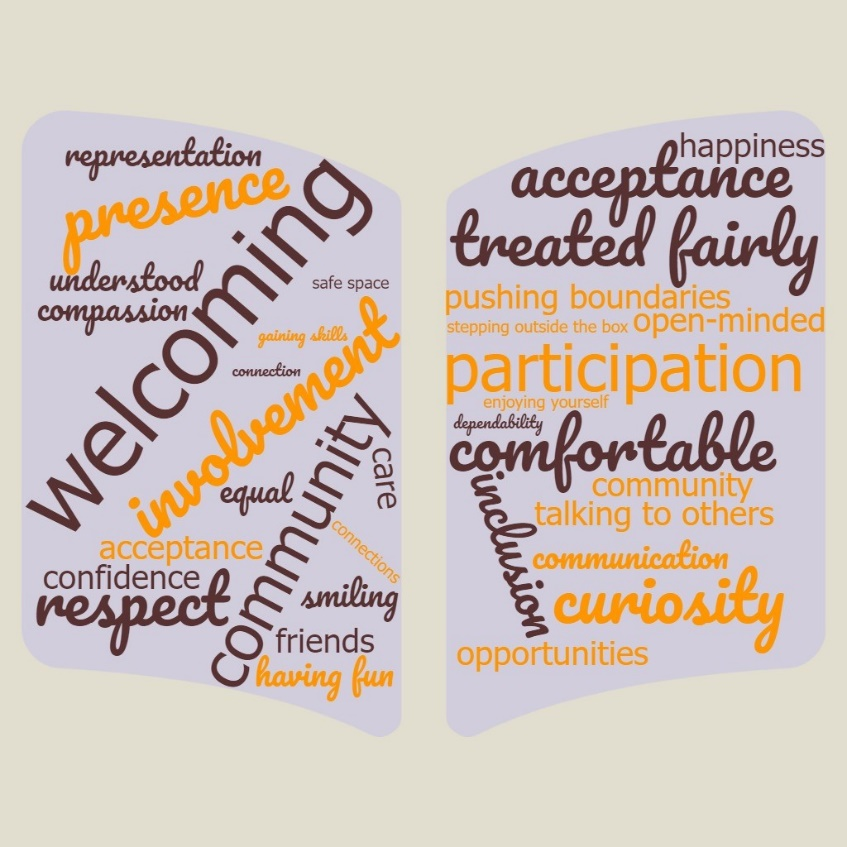 representation
presence
welcoming
understood
compassion
safe space
gaining skills
connection
involvement
community
care
equal
connections
acceptance
confidence
respect
smiling
friends
having fun
happiness
acceptance
treated fairly
pushing boundaries
stepping outside the box
open-minded
participation
enjoying yourself
dependability
comfortable
community
inclusion
talking to others
communication
curiosity
opportunities